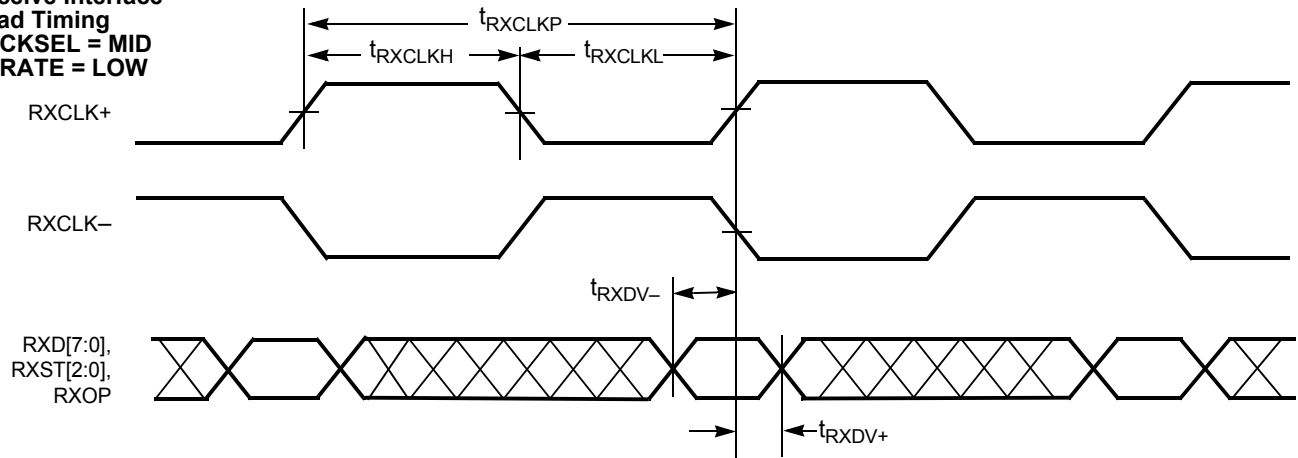 ad Timing
CKSEL = MID
RATE = LOW
tRXCLKP
tRXCLKH
tRXCLKL
RXCLK+
RXCLK–
tRXDV–
RXD[7:0],
RXST[2:0],
RXOP
tRXDV+